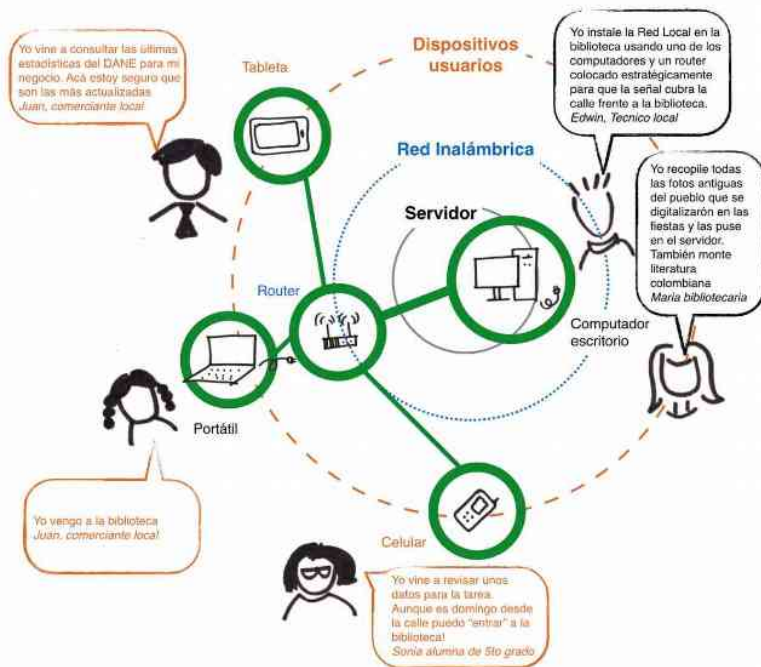 Yo vine a consultar las últimas
estadísticas del DANE para mi
negocio. Acá estoy seguro que
son las más actualizadas
Juan, comerciante local
Tableta
Dispositivos
usuarios
Yo instale la Red Local en la
biblioteca usando uno de los
computadores y un router
colocado estratégicamente
para que la señal cubra la
calle frente a la biblioteca.
Edwin, Tecnico local
Red Inalámbrica
Servidor
Yo recopile todas
las fotos antiguas
del pueblo que se
digitalizarón en las
fiestas y las puse
en el servidor.
También monte
literatura
colombiana
Maria bibliotecaria
Router
Computador
escritorio
Portátil
Yo vengo a la biblioteca
Juan, comerciante local
Celular
Yo vine a revisar unos
datos para la tarea.
Aunque es domingo desde
la calle puedo "entrar" a la
biblioteca!
Sonia alumna de 5to grado